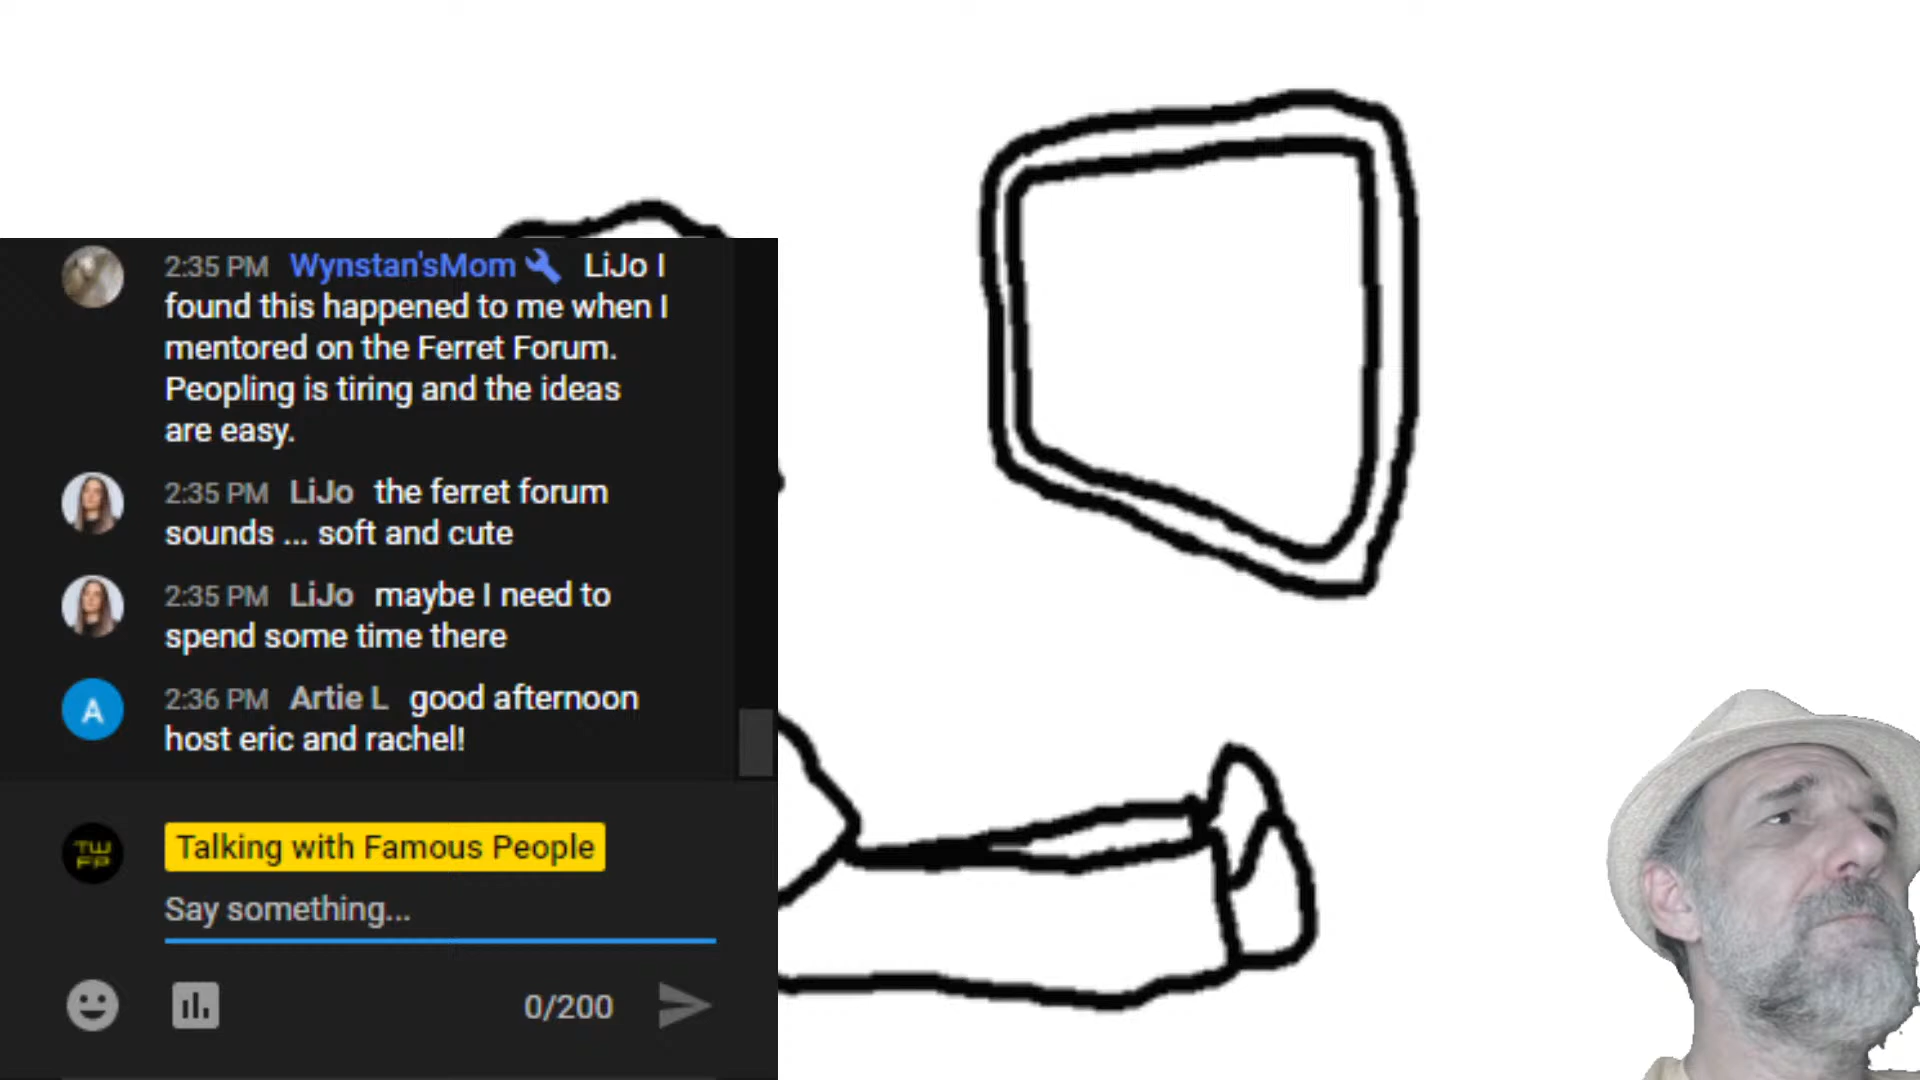 2:35 PM Wynstan'sMom LiJo I
found this happened to me when I
mentored on the Ferret Forum.
Peopling is tiring and the ideas
are easy.
2:35 PM LiJo the ferret forum
sounds ... soft and cute
2:35 PM LiJo maybe I need to
spend some time there
A 2:36 PM Artie L good afternoon
host eric and rachel!
TW
FP
Talking with Famous People
Say something...
0/200